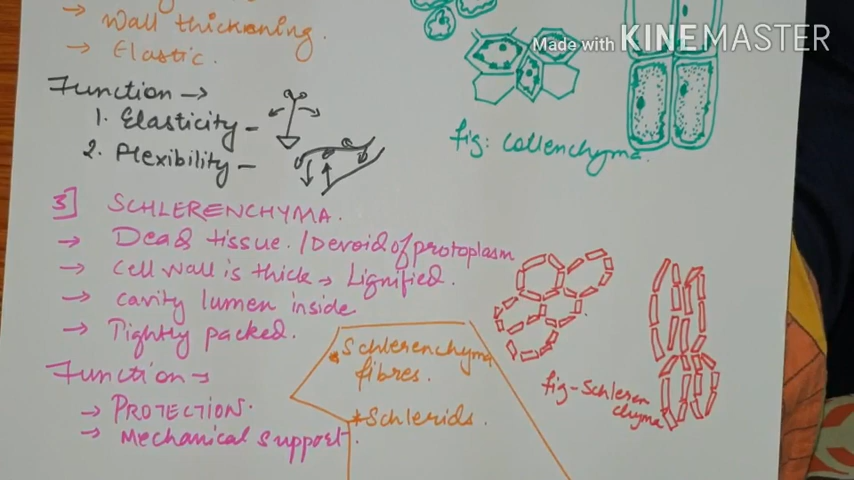 → Wall thickening.
→ Elastic.
Function →
1. Elasticity -
2. Flexibility -
fig: Collenchyma.
3] SCHLERENCHYMA.
→ Dead tissue. / Devoid of protoplasm
→ Cell wall is thick → Lignified.
→ cavity lumen inside
→ Tightly packed.
Function →
→ PROTECTION.
→ Mechanical support.
* Schlerenchyma
fibres.
* Schlerids.
fig - Schleren
chyma
Made with KINEMASTER